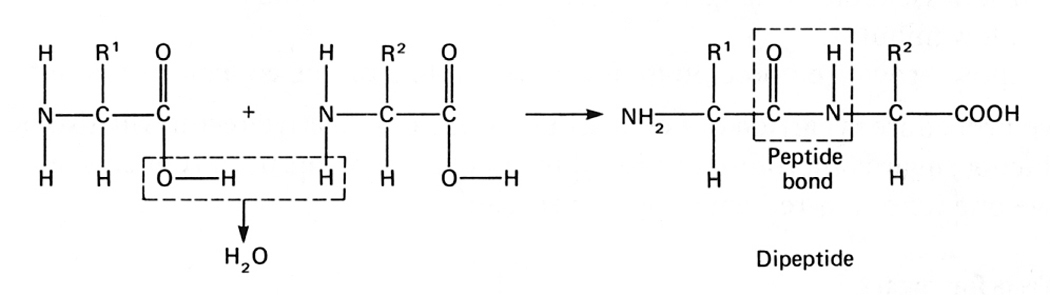 H R¹ O H R² O R¹ O H R²
N C C + N C C NH₂ C C N C COOH
H H O H H H O H H Peptide H
bond
H₂O Dipeptide